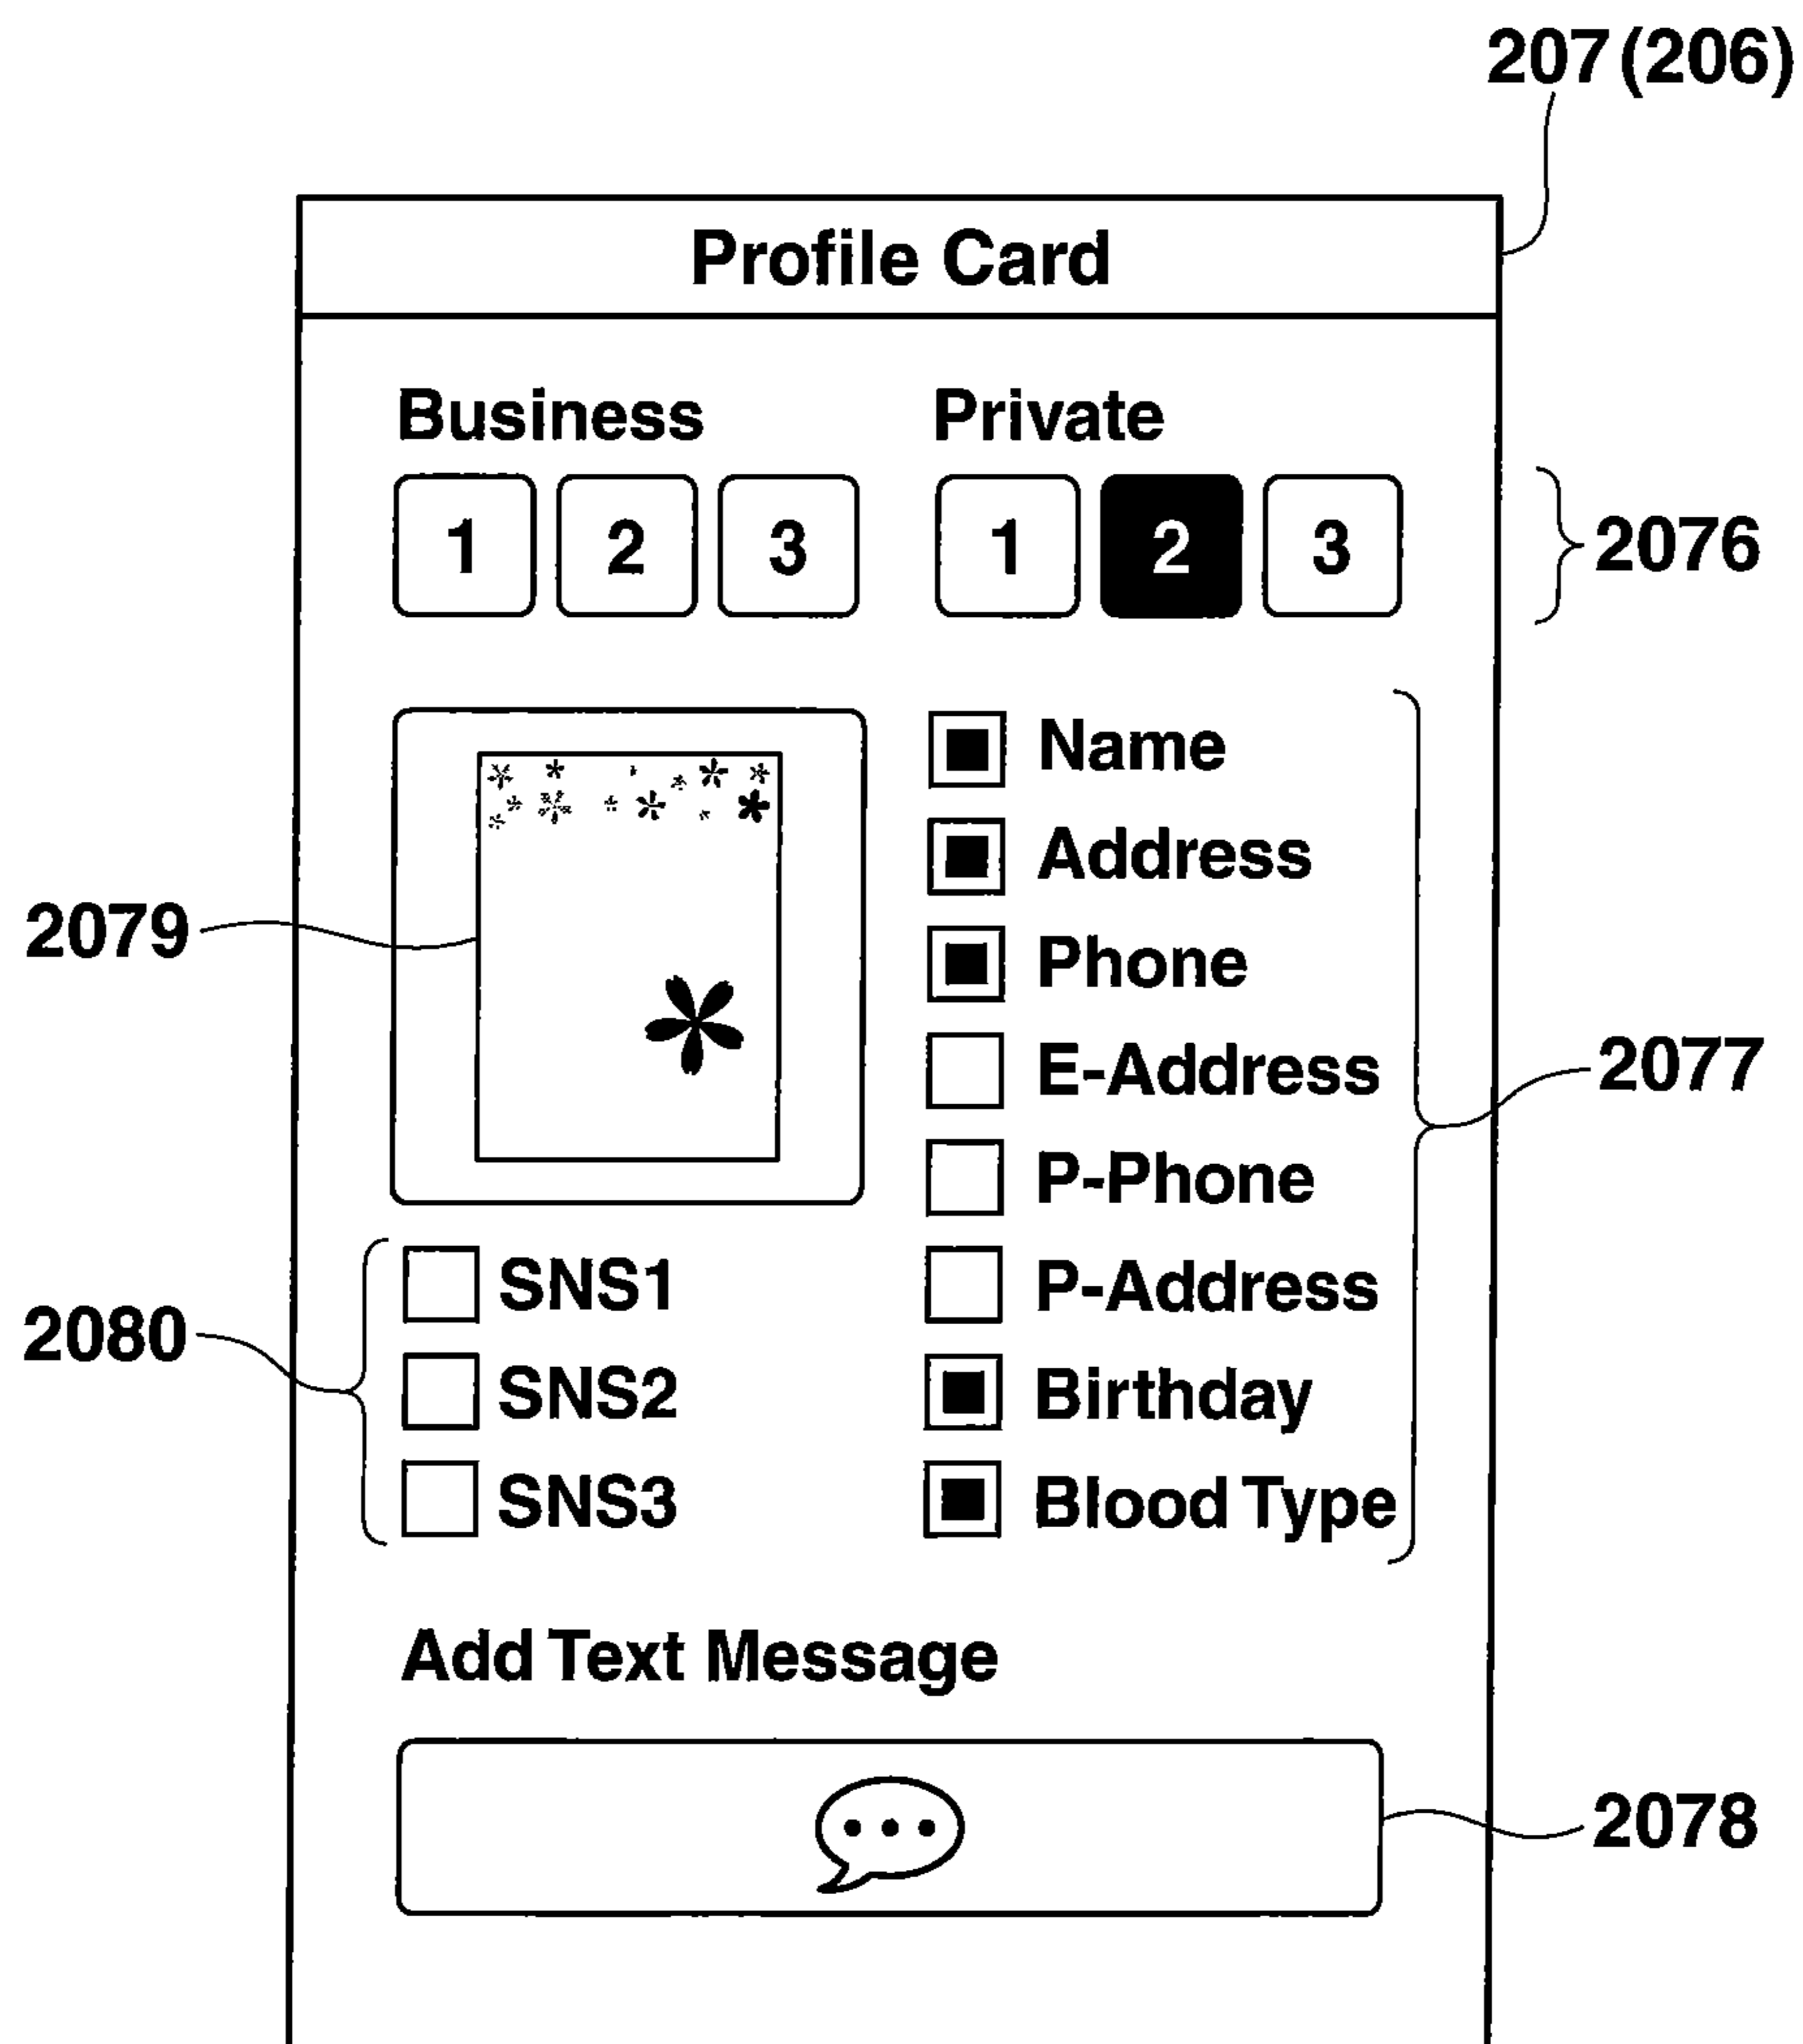 207(206)
Profile Card
Business Private
1 2 3 1 2 3
2076
Name
Address
2079
Phone
E-Address
2077
P-Phone
SNS1 P-Address
2080
SNS2 Birthday
SNS3 Blood Type
Add Text Message
2078